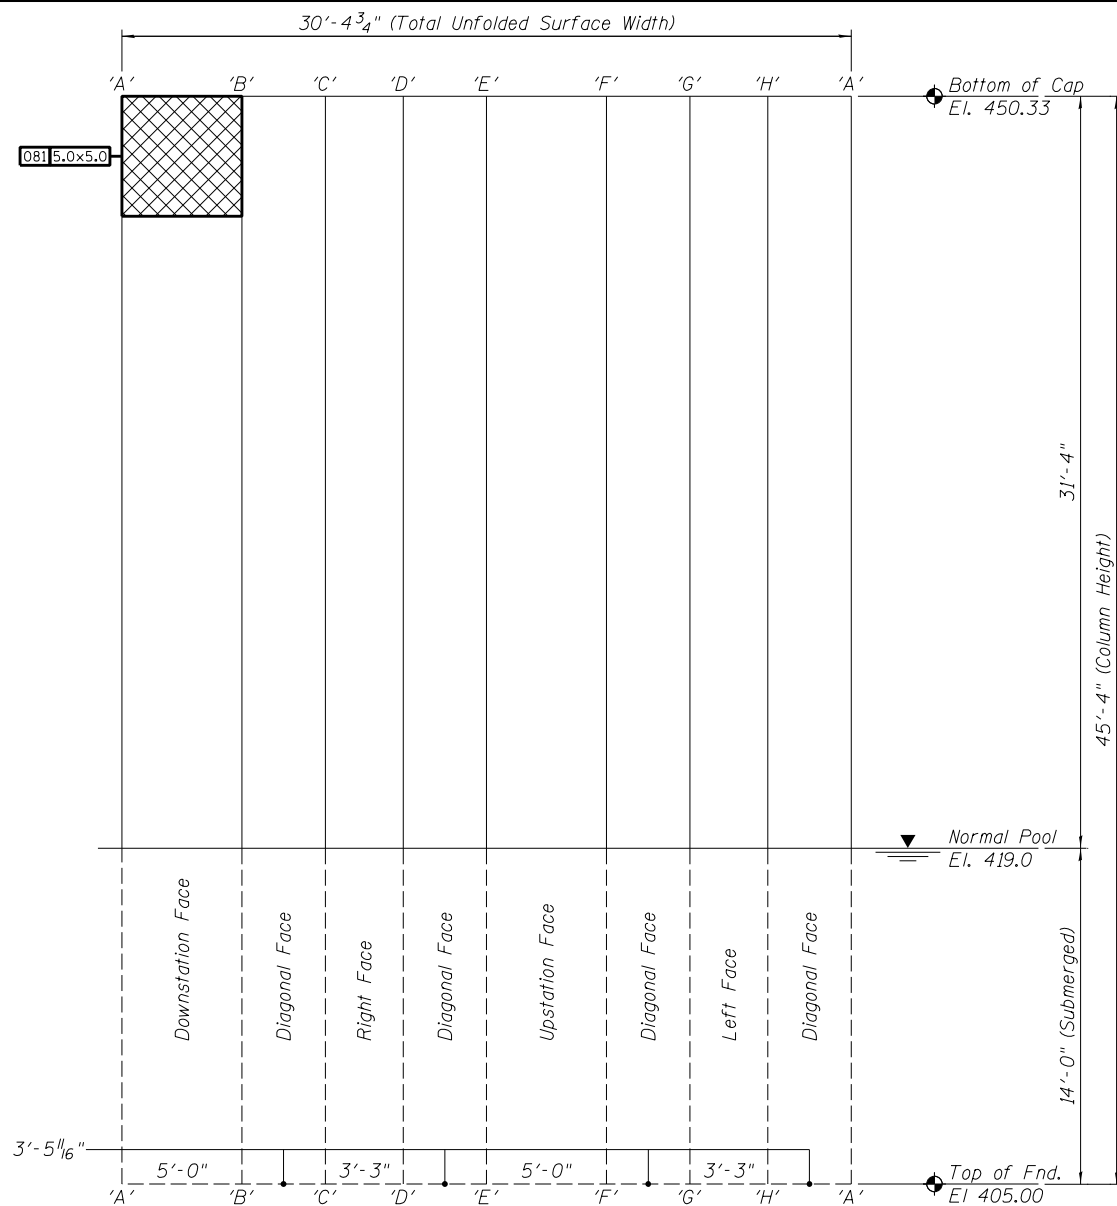 30'-4 3/4" (Total Unfolded Surface Width)
'A' 'B' 'C' 'D' 'E' 'F' 'G' 'H' 'A'
Bottom of Cap
El. 450.33
081 5.0x5.0
31'-4"
45'-4" (Column Height)
Normal Pool
El. 419.0
Downstation Face
Diagonal Face
Right Face
Diagonal Face
Upstation Face
Diagonal Face
Left Face
Diagonal Face
14'-0" (Submerged)
3'-5 11/16"
5'-0" 3'-3" 5'-0" 3'-3"
Top of Fnd.
El 405.00
'A' 'B' 'C' 'D' 'E' 'F' 'G' 'H' 'A'